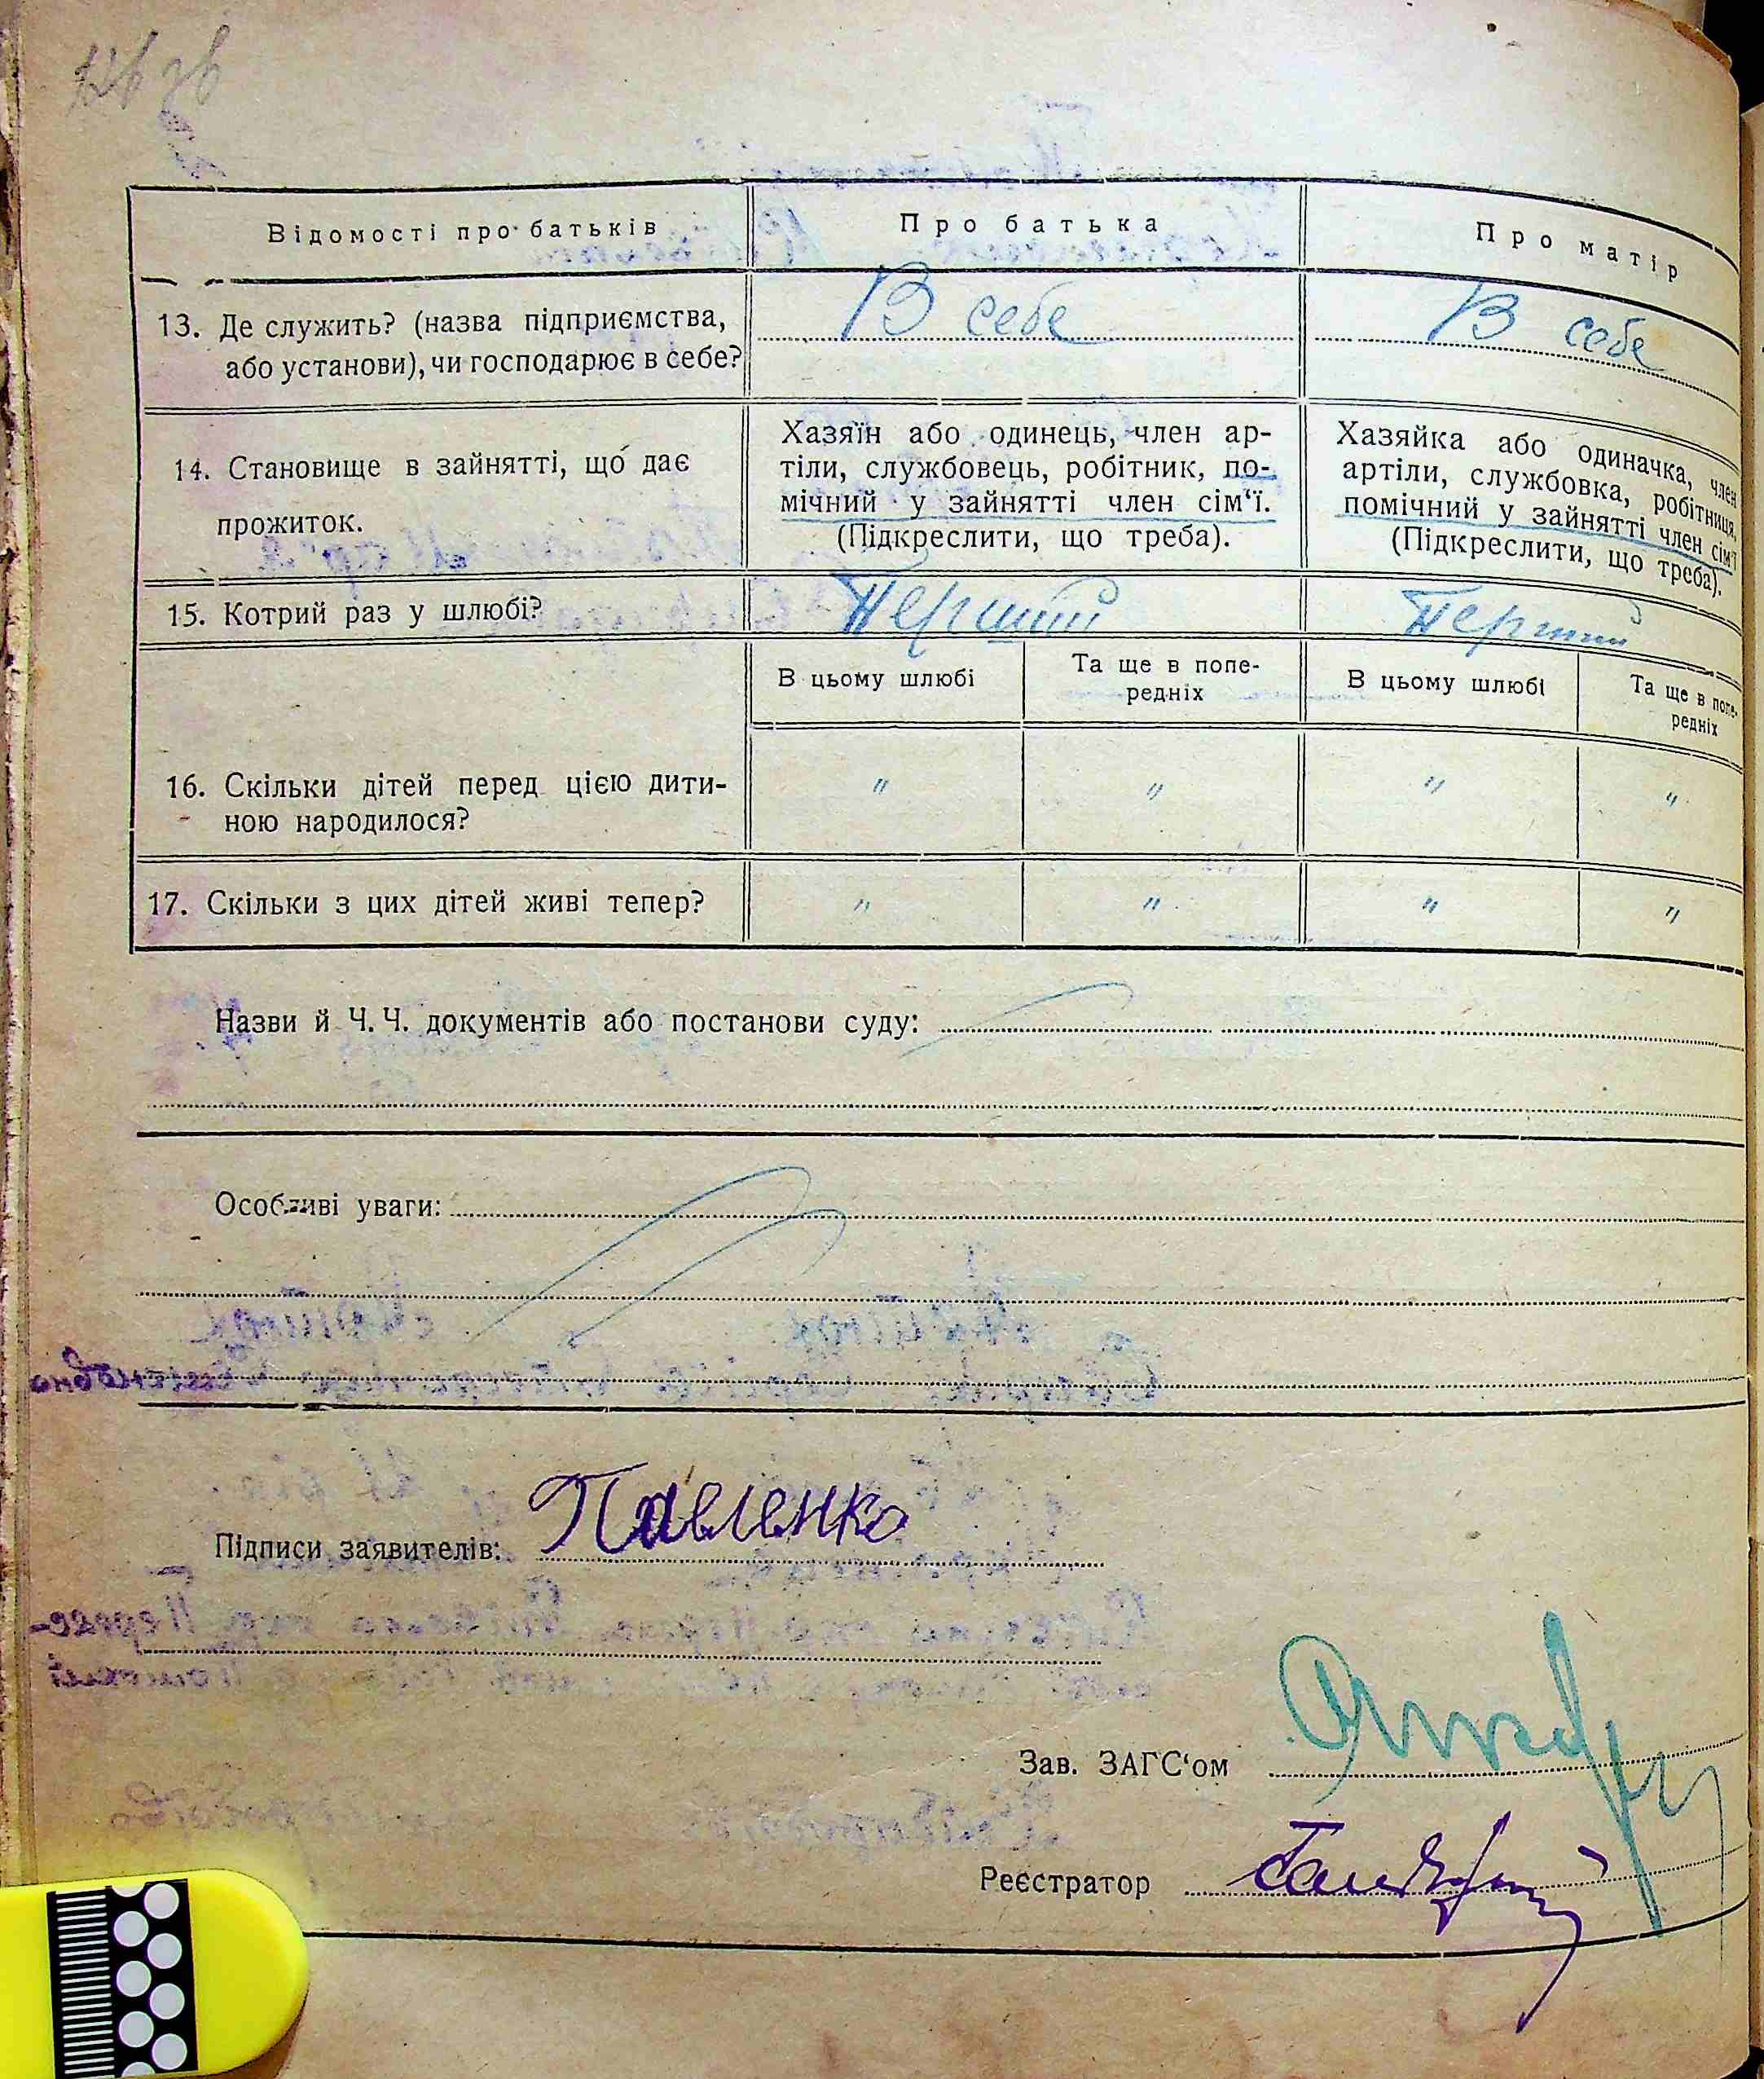 Відомості про батьків
Про батька
Про матір
13. Де служить? (назва підприємства,
або установи), чи господарює в себе?
В себе
В себе
14. Становище в зайнятті, що дає
прожиток.
Хазяїн або одинець, член ар-
тіли, службовець, робітник, по-
мічний у зайнятті член сім‘ї.
(Підкреслити, що треба).
Хазяйка або одиначка, член
артіли, службовка, робітниця,
помічний у зайнятті член сім‘ї
(Підкреслити, що треба).
15. Котрий раз у шлюбі?
Перший
Перший
В цьому шлюбі
Та ще в попе-
редніх
В цьому шлюбі
Та ще в попе-
редніх
16. Скільки дітей перед цією дити-
ною народилося?
" " " "
17. Скільки з цих дітей живі тепер?
" " " "
Назви й Ч. Ч. документів або постанови суду:
Особливі уваги:
Підписи заявителів: Павленко
Зав. ЗАГС‘ом
Реєстратор